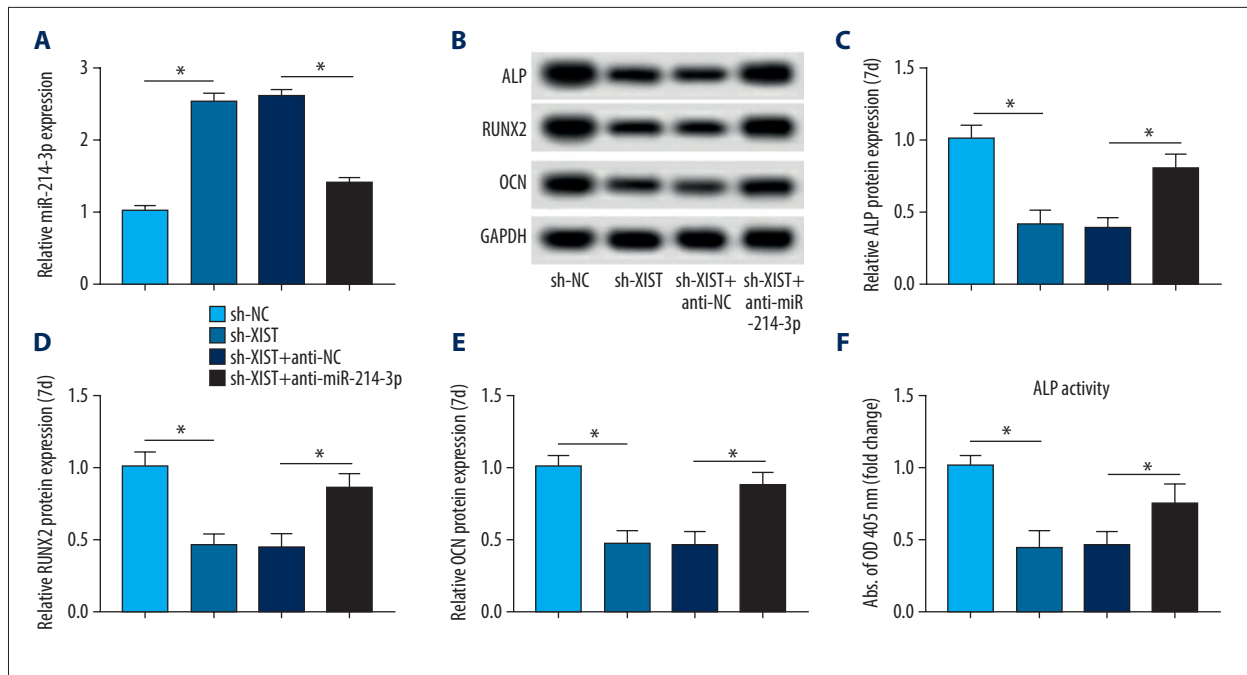 A
Relative miR-214-3p expression
3
2
1
0
*
*
B
ALP
RUNX2
OCN
GAPDH
sh-NC
sh-XIST
sh-XIST+
anti-NC
sh-XIST+
anti-miR
-214-3p
C
Relative ALP protein expression (7d)
1.5
1.0
0.5
0.0
*
*
sh-NC
sh-XIST
sh-XIST+anti-NC
sh-XIST+anti-miR-214-3p
D
Relative RUNX2 protein expression (7d)
1.5
1.0
0.5
0.0
*
*
E
Relative OCN protein expression (7d)
1.5
1.0
0.5
0.0
*
*
F
ALP activity
Abs. of OD 405 nm (fold change)
1.5
1.0
0.5
0.0
*
*